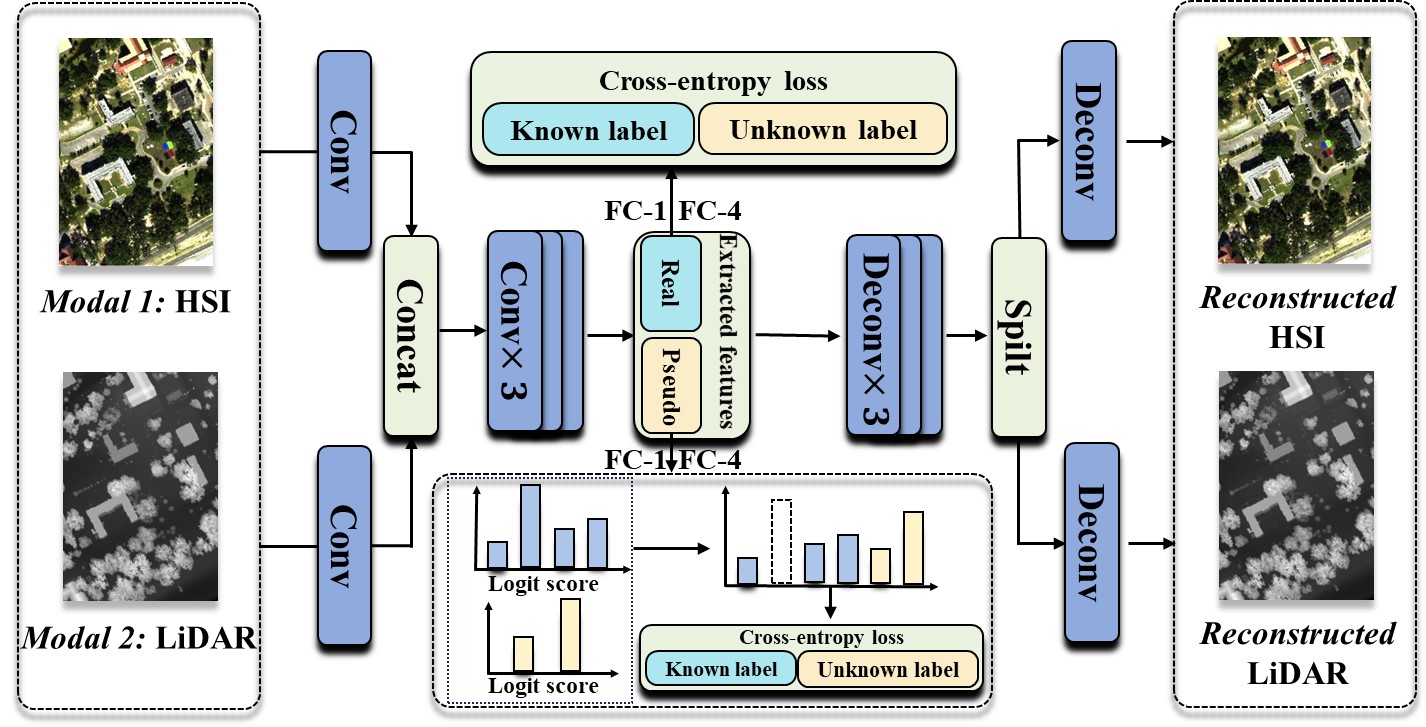 Modal 1: HSI
Modal 2: LiDAR
Conv
Conv
Concat
Conv× 3
Cross-entropy loss
Known label
Unknown label
FC-1
FC-4
Real
Pseudo
Extracted features
FC-1
FC-4
Logit score
Logit score
Cross-entropy loss
Known label
Unknown label
Deconv× 3
Spilt
Deconv
Deconv
Reconstructed
HSI
Reconstructed
LiDAR